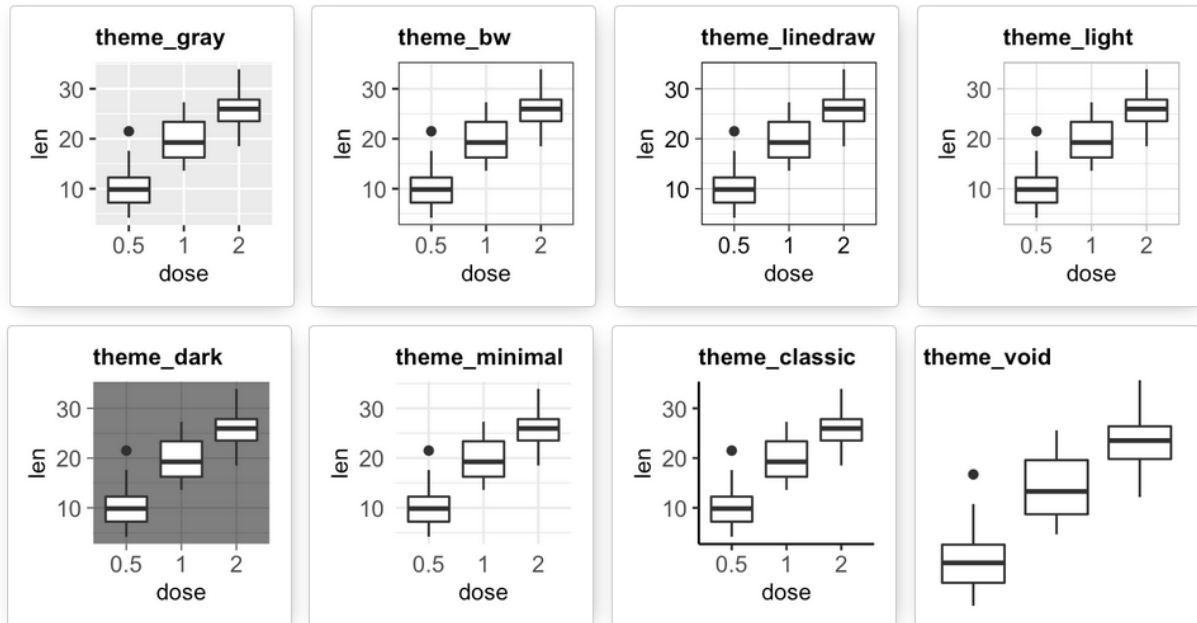 theme_gray
30
20
10
len
0.5 1 2
dose
theme_bw
30
20
10
len
0.5 1 2
dose
theme_linedraw
30
20
10
len
0.5 1 2
dose
theme_light
30
20
10
len
0.5 1 2
dose
theme_dark
30
20
10
len
0.5 1 2
dose
theme_minimal
30
20
10
len
0.5 1 2
dose
theme_classic
30
20
10
len
0.5 1 2
dose
theme_void